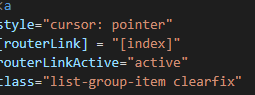 <a
style="cursor: pointer"
[routerLink] = "[index]"
routerLinkActive="active"
class="list-group-item clearfix"